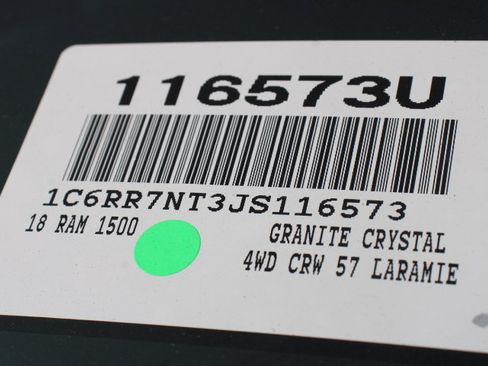 116573U
1C6RR7NT3JS116573
18 RAM 1500
GRANITE CRYSTAL
4WD CRW 57 LARAMIE